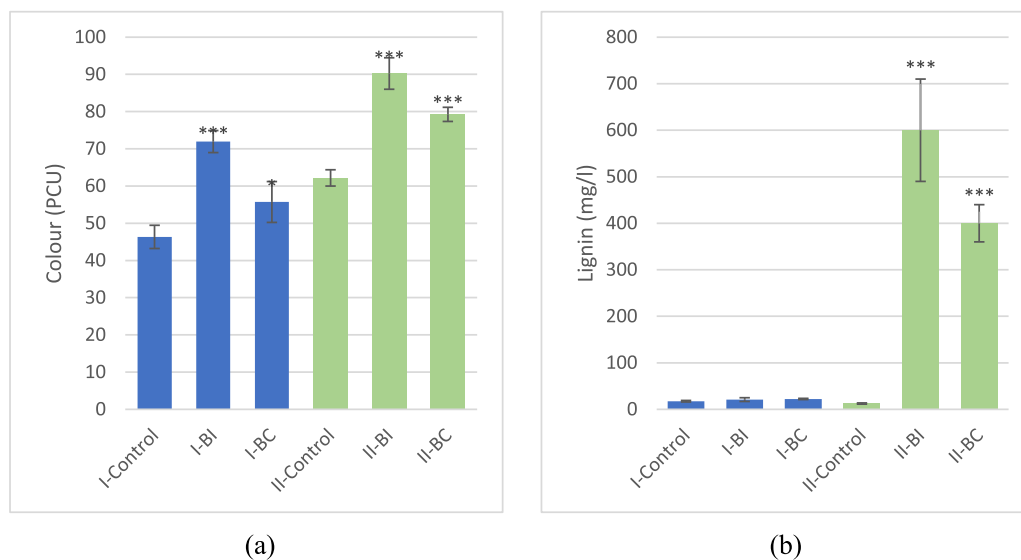 100
90
80
70
60
50
40
30
20
10
0
Colour (PCU)
***
*
***
***
I-Control
I-BI
I-BC
II-Control
II-BI
II-BC
(a)
800
700
600
500
400
300
200
100
0
Lignin (mg/l)
***
***
I-Control
I-BI
I-BC
II-Control
II-BI
II-BC
(b)